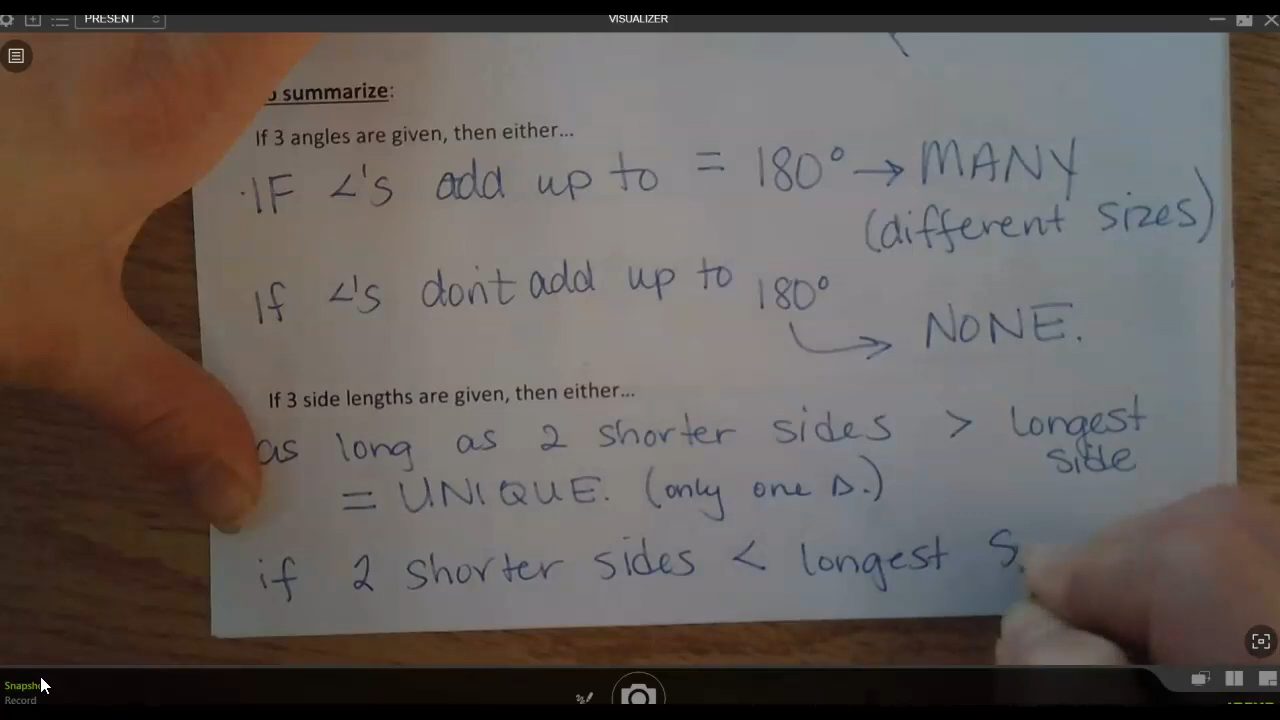 PRESENT
VISUALIZER
o summarize:
If 3 angles are given, then either...
IF ∠'s add up to = 180° → MANY
(different sizes)
If ∠'s don't add up to 180°
→ NONE.
If 3 side lengths are given, then either...
as long as 2 shorter sides > longest
side
= UNIQUE. (only one △.)
if 2 shorter sides < longest s
Record